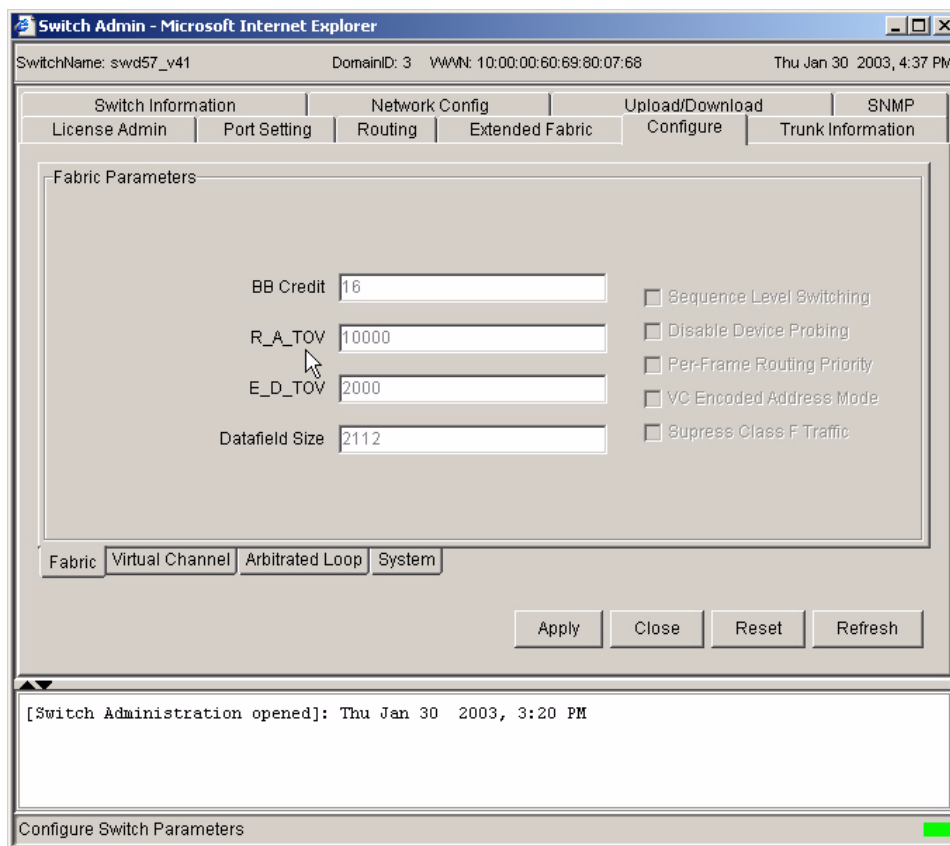 Switch Admin - Microsoft Internet Explorer
SwitchName: swd57_v41 DomainID: 3 WWN: 10:00:00:60:69:80:07:68 Thu Jan 30 2003, 4:37 PM
Switch Information Network Config Upload/Download SNMP
License Admin Port Setting Routing Extended Fabric Configure Trunk Information
Fabric Parameters
BB Credit 16
R_A_TOV 10000
E_D_TOV 2000
Datafield Size 2112
Sequence Level Switching
Disable Device Probing
Per-Frame Routing Priority
VC Encoded Address Mode
Supress Class F Traffic
Fabric Virtual Channel Arbitrated Loop System
Apply Close Reset Refresh
[Switch Administration opened]: Thu Jan 30 2003, 3:20 PM
Configure Switch Parameters